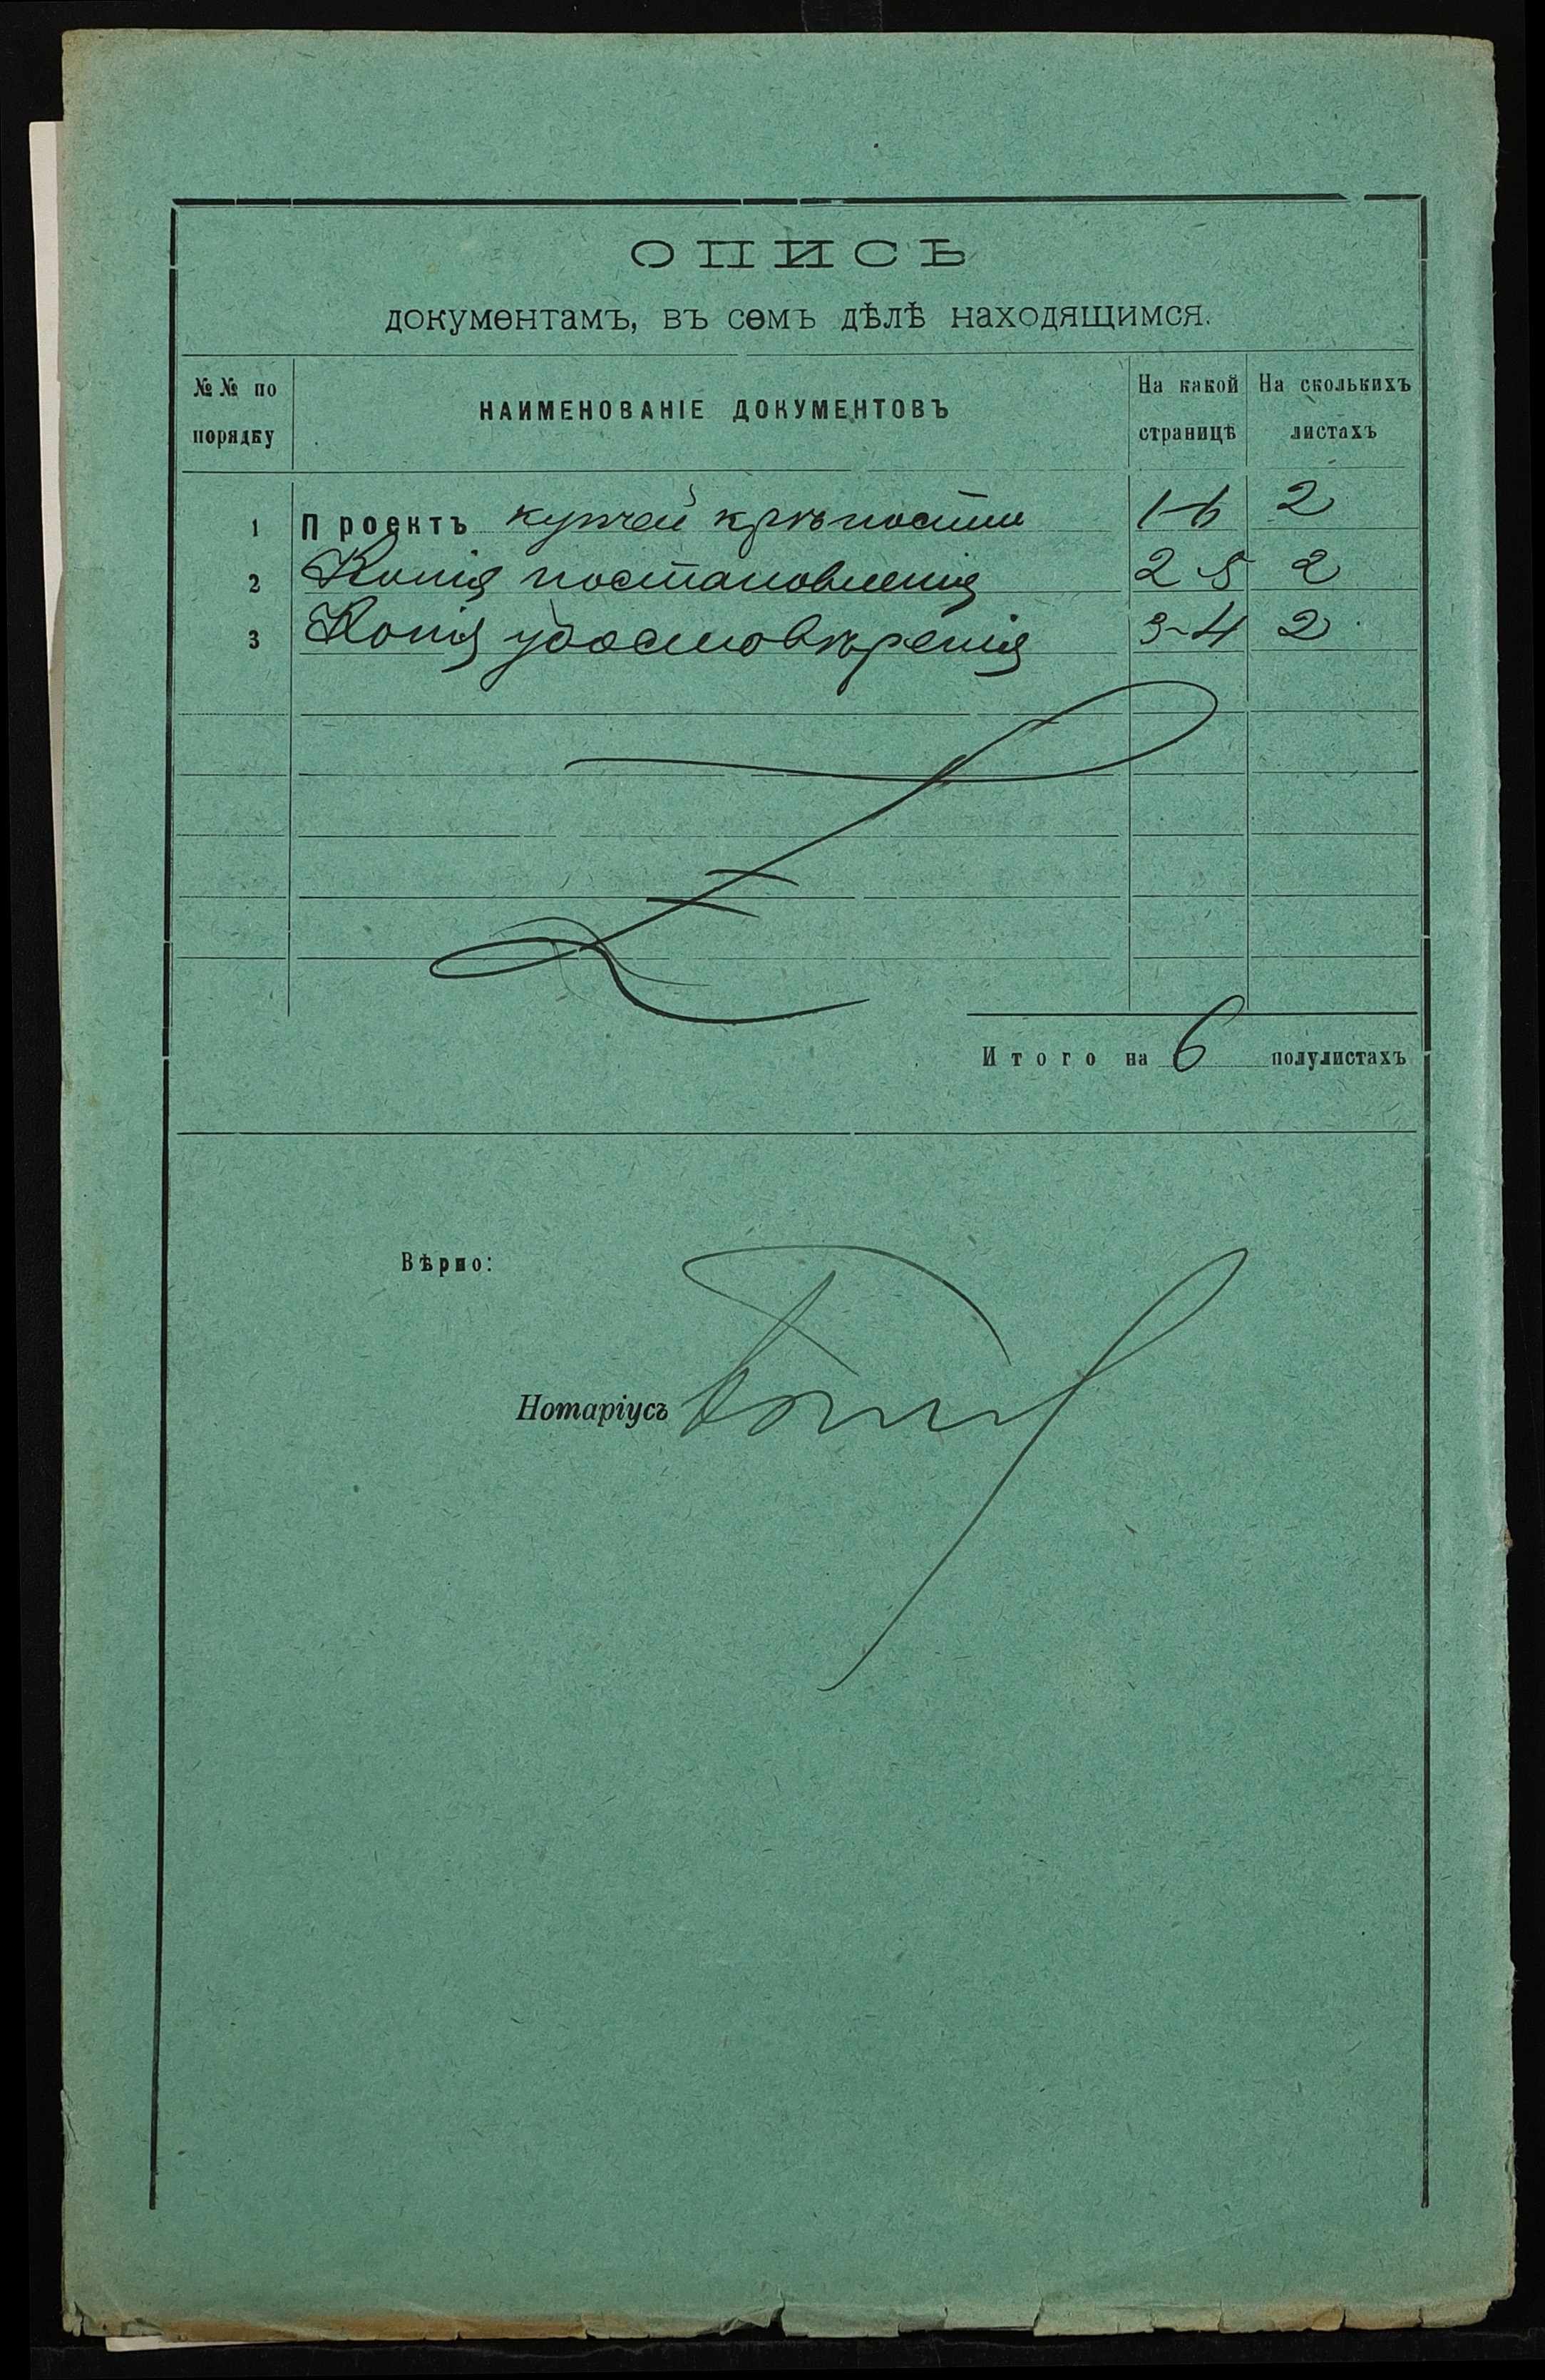 ОПИСЬ
документамъ, въ семъ дѣлѣ находящимся.
№№ по порядку НАИМЕНОВАНІЕ ДОКУМЕНТОВЪ На какой страницѣ На сколькихъ листахъ
1 Проектъ купчей крѣпости 1-6 2
2 Копія постановленія 2-5 2
3 Копія удостовѣренія 3-4 2
Итого на 6 полулистахъ
Вѣрно:
Нотаріусъ